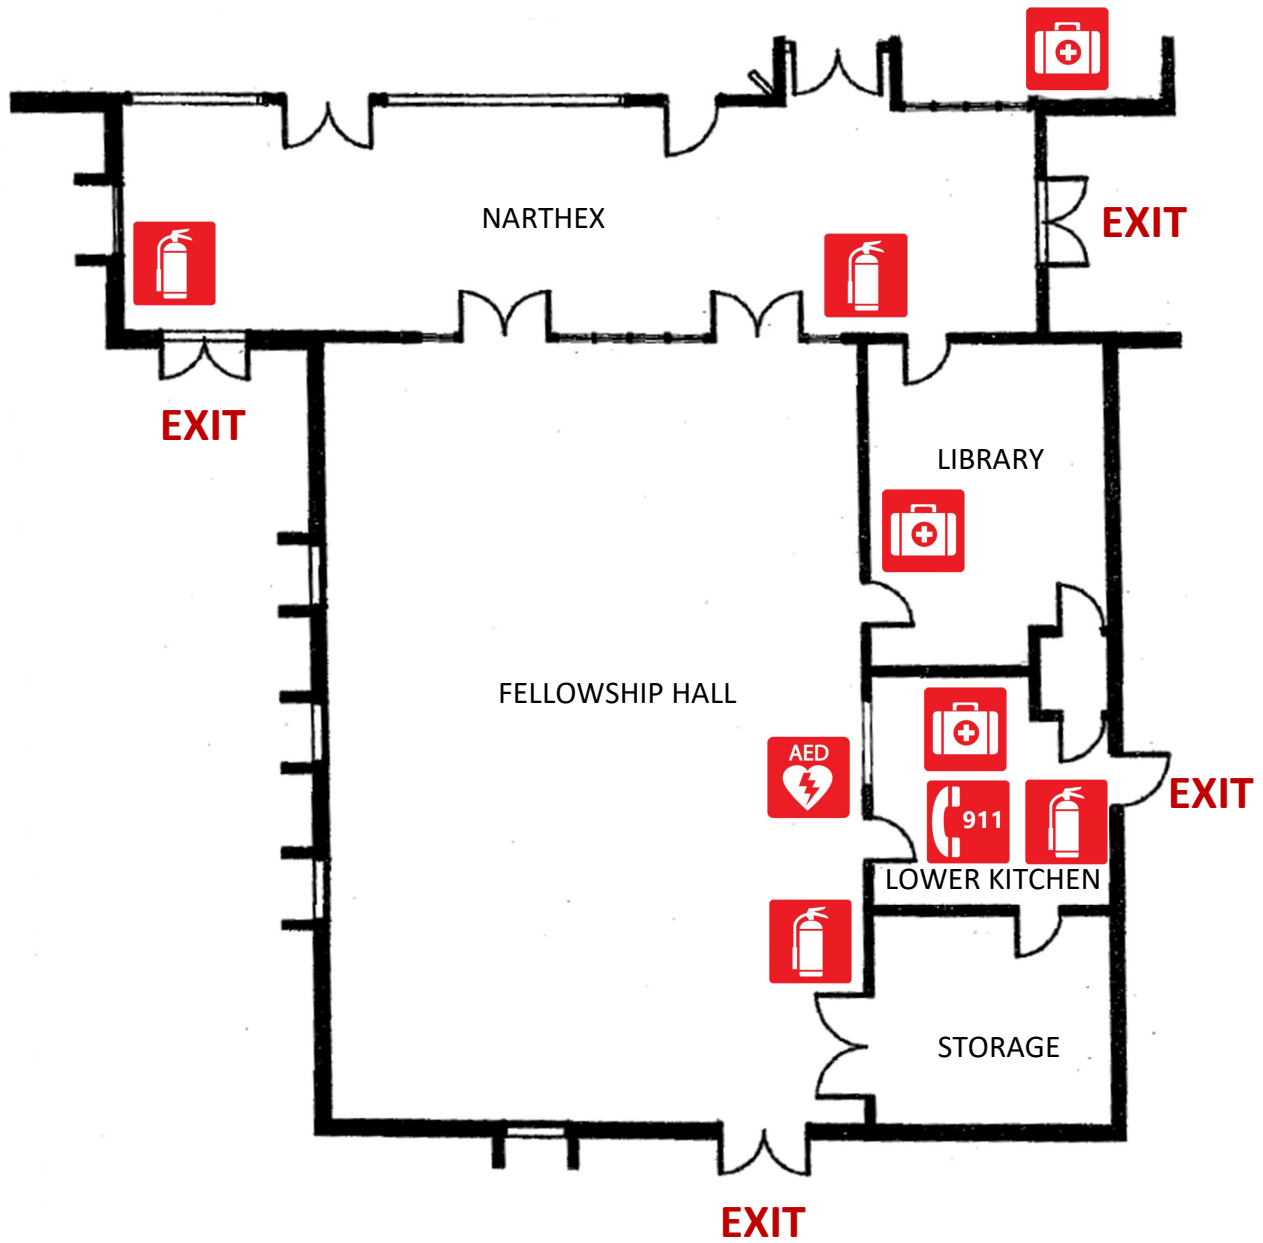 NARTHEX
EXIT
EXIT
LIBRARY
FELLOWSHIP HALL
AED
EXIT
911
LOWER KITCHEN
STORAGE
EXIT